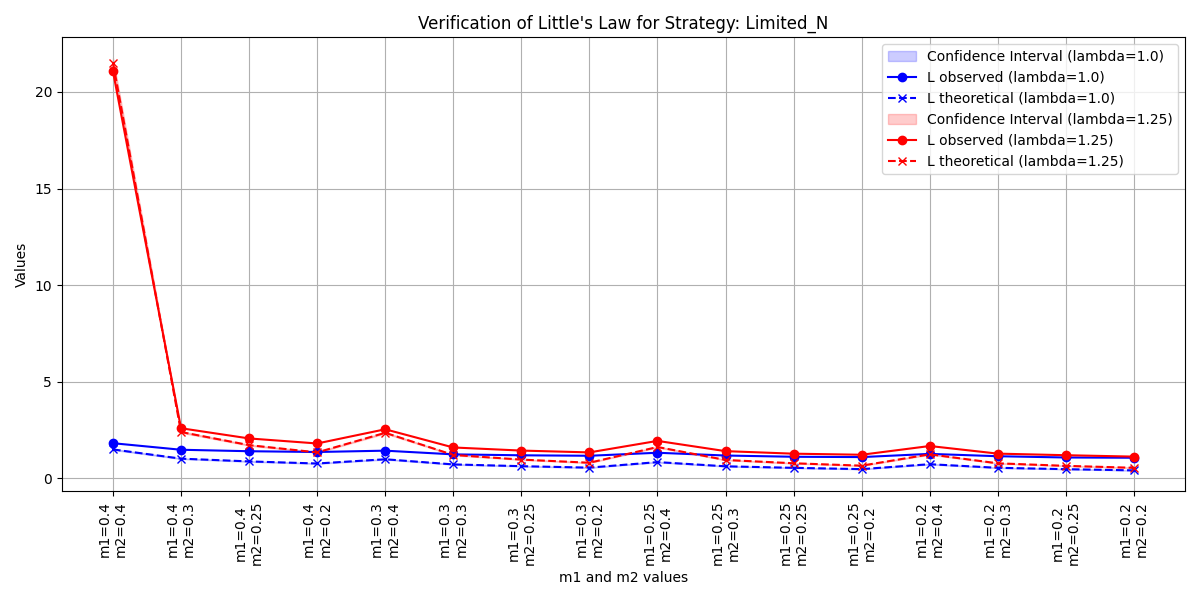 Verification of Little's Law for Strategy: Limited_N
Confidence Interval (lambda=1.0)
L observed (lambda=1.0)
L theoretical (lambda=1.0)
Confidence Interval (lambda=1.25)
L observed (lambda=1.25)
L theoretical (lambda=1.25)
Values
20
15
10
5
0
m1=0.4
m2=0.4
m1=0.4
m2=0.3
m1=0.4
m2=0.25
m1=0.4
m2=0.2
m1=0.3
m2=0.4
m1=0.3
m2=0.3
m1=0.3
m2=0.25
m1=0.3
m2=0.2
m1=0.25
m2=0.4
m1=0.25
m2=0.3
m1=0.25
m2=0.25
m1=0.25
m2=0.2
m1=0.2
m2=0.4
m1=0.2
m2=0.3
m1=0.2
m2=0.25
m1=0.2
m2=0.2
m1 and m2 values